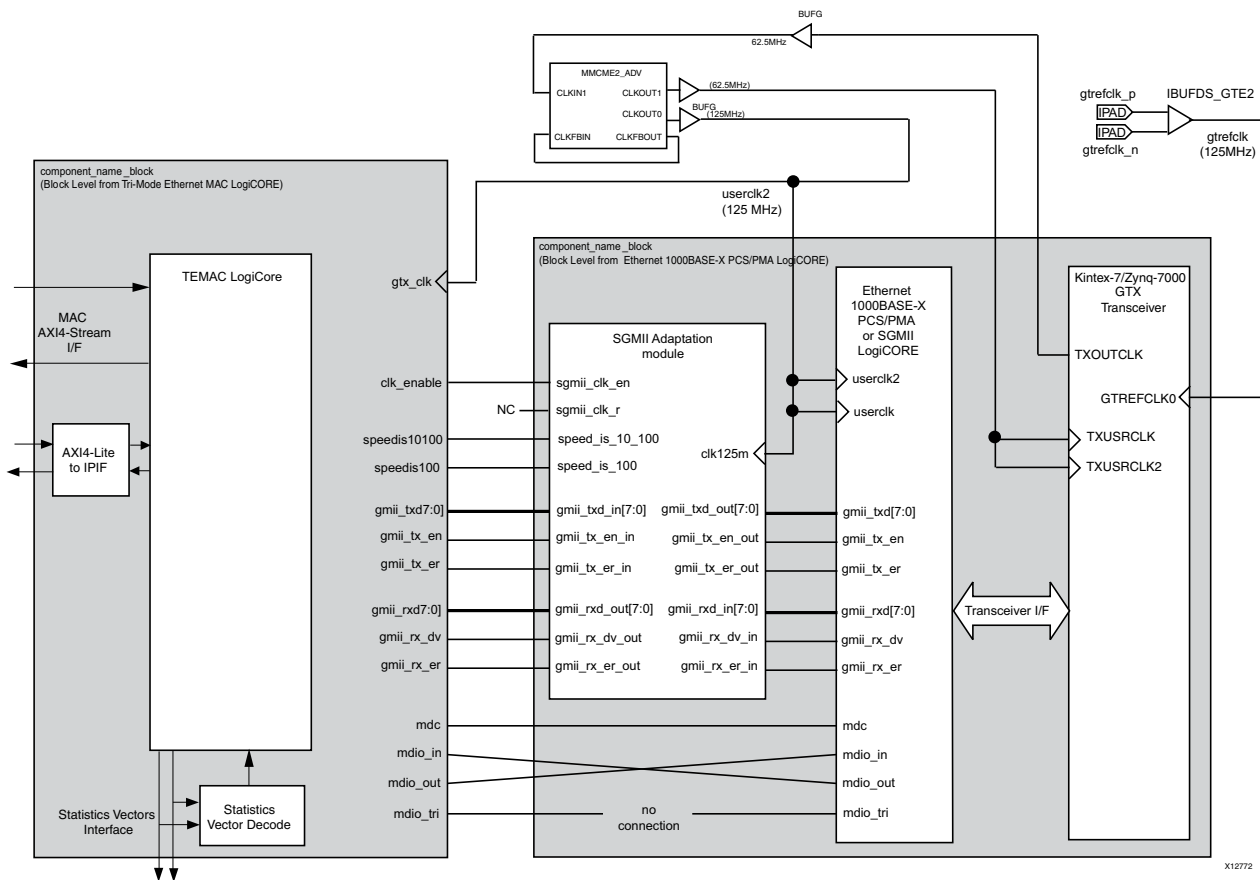 BUFG
62.5MHz
MMCME2_ADV
CLKIN1
CLKOUT1
(62.5MHz)
CLKOUT0
BUFG
(125MHz)
CLKFBIN
CLKFBOUT
gtrefclk_p
IBUFDS_GTE2
IPAD
IPAD
gtrefclk_n
gtrefclk
(125MHz)
component_name_block
(Block Level from Tri-Mode Ethernet MAC LogiCORE)
userclk2
(125 MHz)
component_name_block
(Block Level from Ethernet 1000BASE-X PCS/PMA LogiCORE)
TEMAC LogiCore
gtx_clk
MAC
AXI4-Stream
I/F
AXI4-Lite
to IPIF
clk_enable
NC
speedis10100
speedis100
gmii_txd7:0]
gmii_tx_en
gmii_tx_er
gmii_rxd7:0]
gmii_rx_dv
gmii_rx_er
mdc
mdio_in
mdio_out
mdio_tri
Statistics Vectors
Interface
Statistics
Vector Decode
SGMII Adaptation
module
sgmii_clk_en
sgmii_clk_r
speed_is_10_100
speed_is_100
clk125m
gmii_txd_in[7:0]
gmii_txd_out[7:0]
gmii_tx_en_in
gmii_tx_en_out
gmii_tx_er_in
gmii_tx_er_out
gmii_rxd_out[7:0]
gmii_rxd_in[7:0]
gmii_rx_dv_out
gmii_rx_dv_in
gmii_rx_er_out
gmii_rx_er_in
no
connection
Ethernet
1000BASE-X
PCS/PMA
or SGMII
LogiCORE
userclk2
userclk
gmii_txd[7:0]
gmii_tx_en
gmii_tx_er
gmii_rxd[7:0]
gmii_rx_dv
gmii_rx_er
mdc
mdio_in
mdio_out
mdio_tri
Transceiver I/F
Kintex-7/Zynq-7000
GTX
Transceiver
TXOUTCLK
GTREFCLK0
TXUSRCLK
TXUSRCLK2
X12772